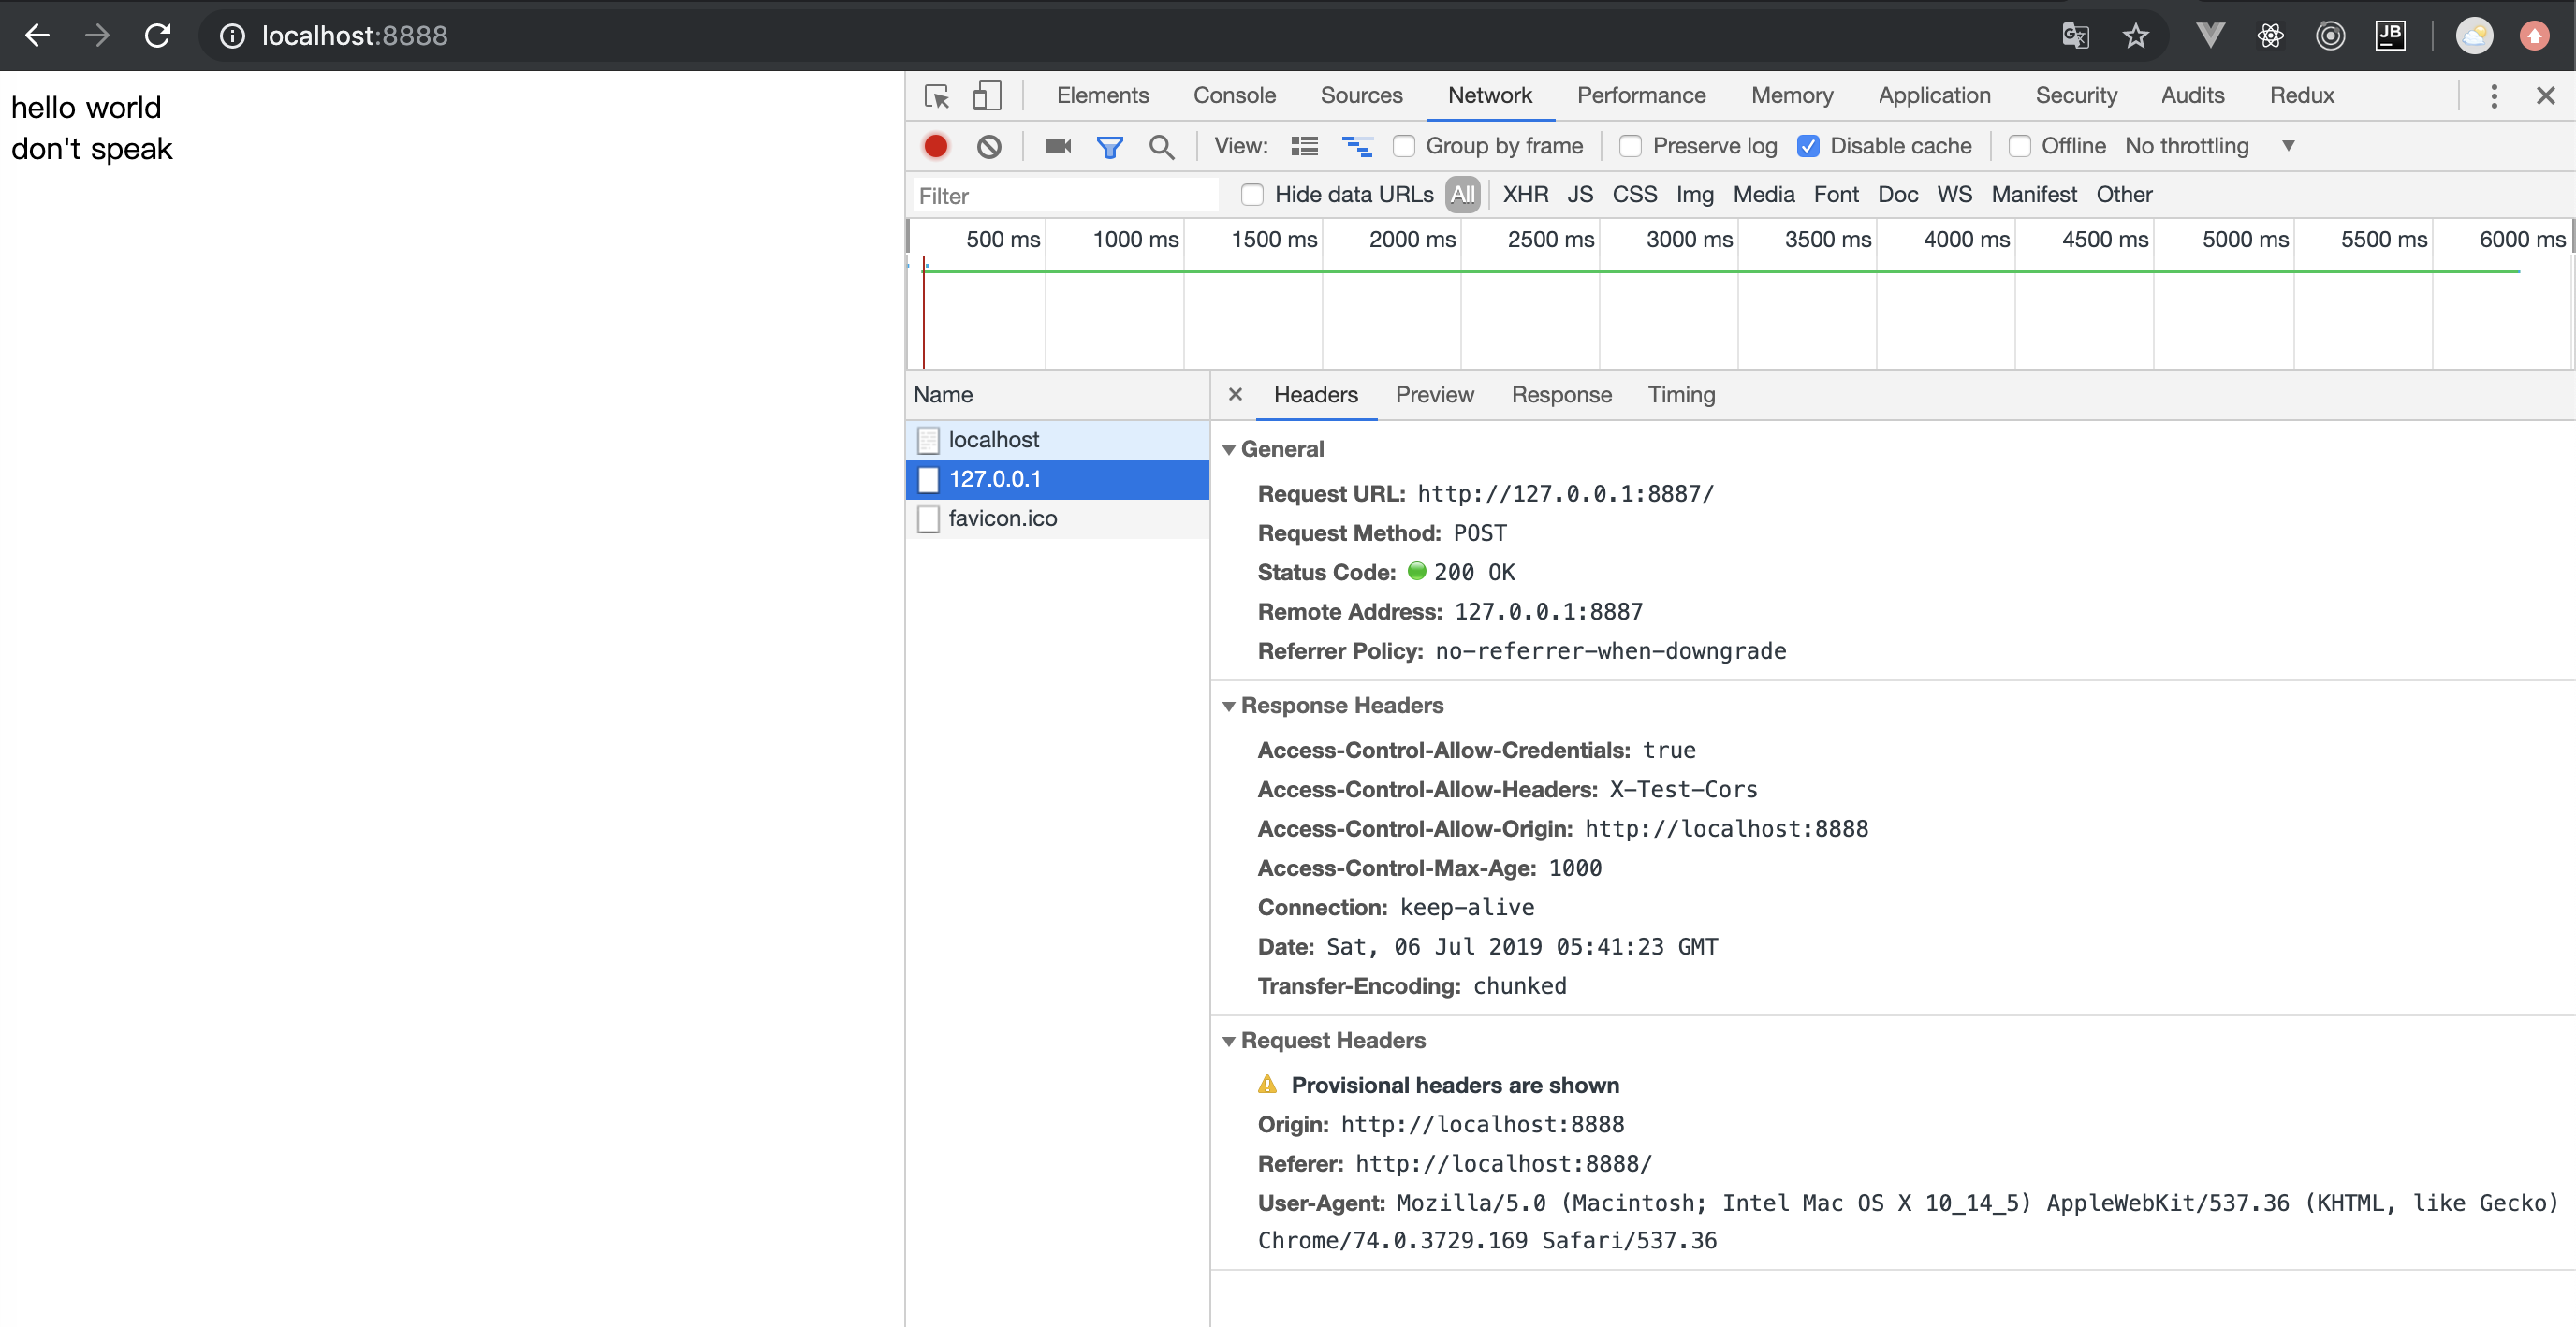 localhost:8888
JB
hello world
don't speak
Elements Console Sources Network Performance Memory Application Security Audits Redux
View: Group by frame Preserve log Disable cache Offline No throttling
Filter Hide data URLs All XHR JS CSS Img Media Font Doc WS Manifest Other
500 ms 1000 ms 1500 ms 2000 ms 2500 ms 3000 ms 3500 ms 4000 ms 4500 ms 5000 ms 5500 ms 6000 ms
Name
localhost
127.0.0.1
favicon.ico
Headers Preview Response Timing
General
Request URL: http://127.0.0.1:8887/
Request Method: POST
Status Code: 200 OK
Remote Address: 127.0.0.1:8887
Referrer Policy: no-referrer-when-downgrade
Response Headers
Access-Control-Allow-Credentials: true
Access-Control-Allow-Headers: X-Test-Cors
Access-Control-Allow-Origin: http://localhost:8888
Access-Control-Max-Age: 1000
Connection: keep-alive
Date: Sat, 06 Jul 2019 05:41:23 GMT
Transfer-Encoding: chunked
Request Headers
Provisional headers are shown
Origin: http://localhost:8888
Referer: http://localhost:8888/
User-Agent: Mozilla/5.0 (Macintosh; Intel Mac OS X 10_14_5) AppleWebKit/537.36 (KHTML, like Gecko)
Chrome/74.0.3729.169 Safari/537.36